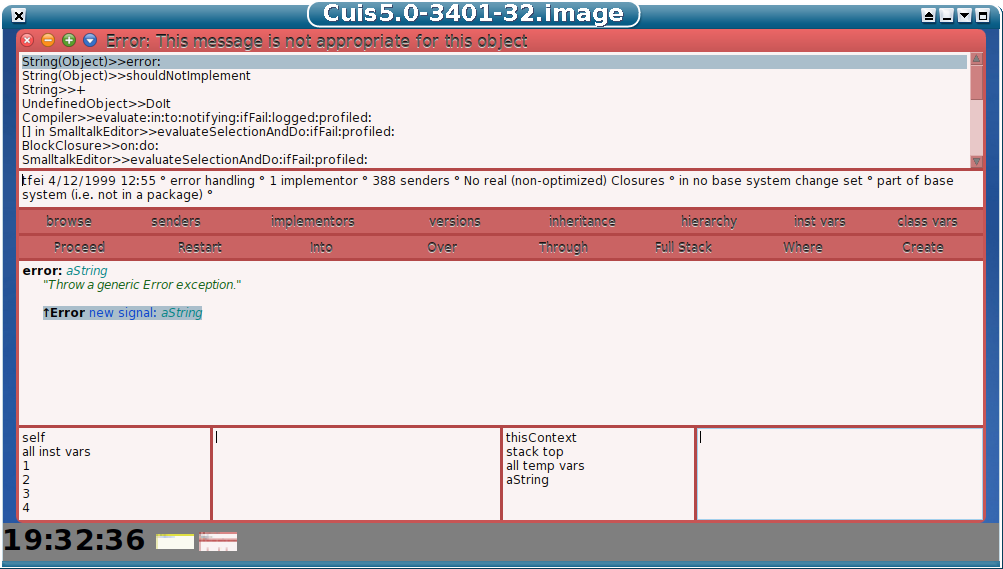 Cuis5.0-3401-32.image
Error: This message is not appropriate for this object
String(Object)>>error:
String(Object)>>shouldNotImplement
String>>+
UndefinedObject>>DoIt
Compiler>>evaluate:in:to:notifying:ifFail:logged:profiled:
[] in SmalltalkEditor>>evaluateSelectionAndDo:ifFail:profiled:
BlockClosure>>on:do:
SmalltalkEditor>>evaluateSelectionAndDo:ifFail:profiled:
tfei 4/12/1999 12:55 ° error handling ° 1 implementor ° 388 senders ° No real (non-optimized) Closures ° in no base system change set ° part of base
system (i.e. not in a package) °
browse senders implementors versions inheritance hierarchy inst vars class vars
Proceed Restart Into Over Through Full Stack Where Create
error: aString
"Throw a generic Error exception."
↑Error new signal: aString
self
all inst vars
1
2
3
4
thisContext
stack top
all temp vars
aString
19:32:36